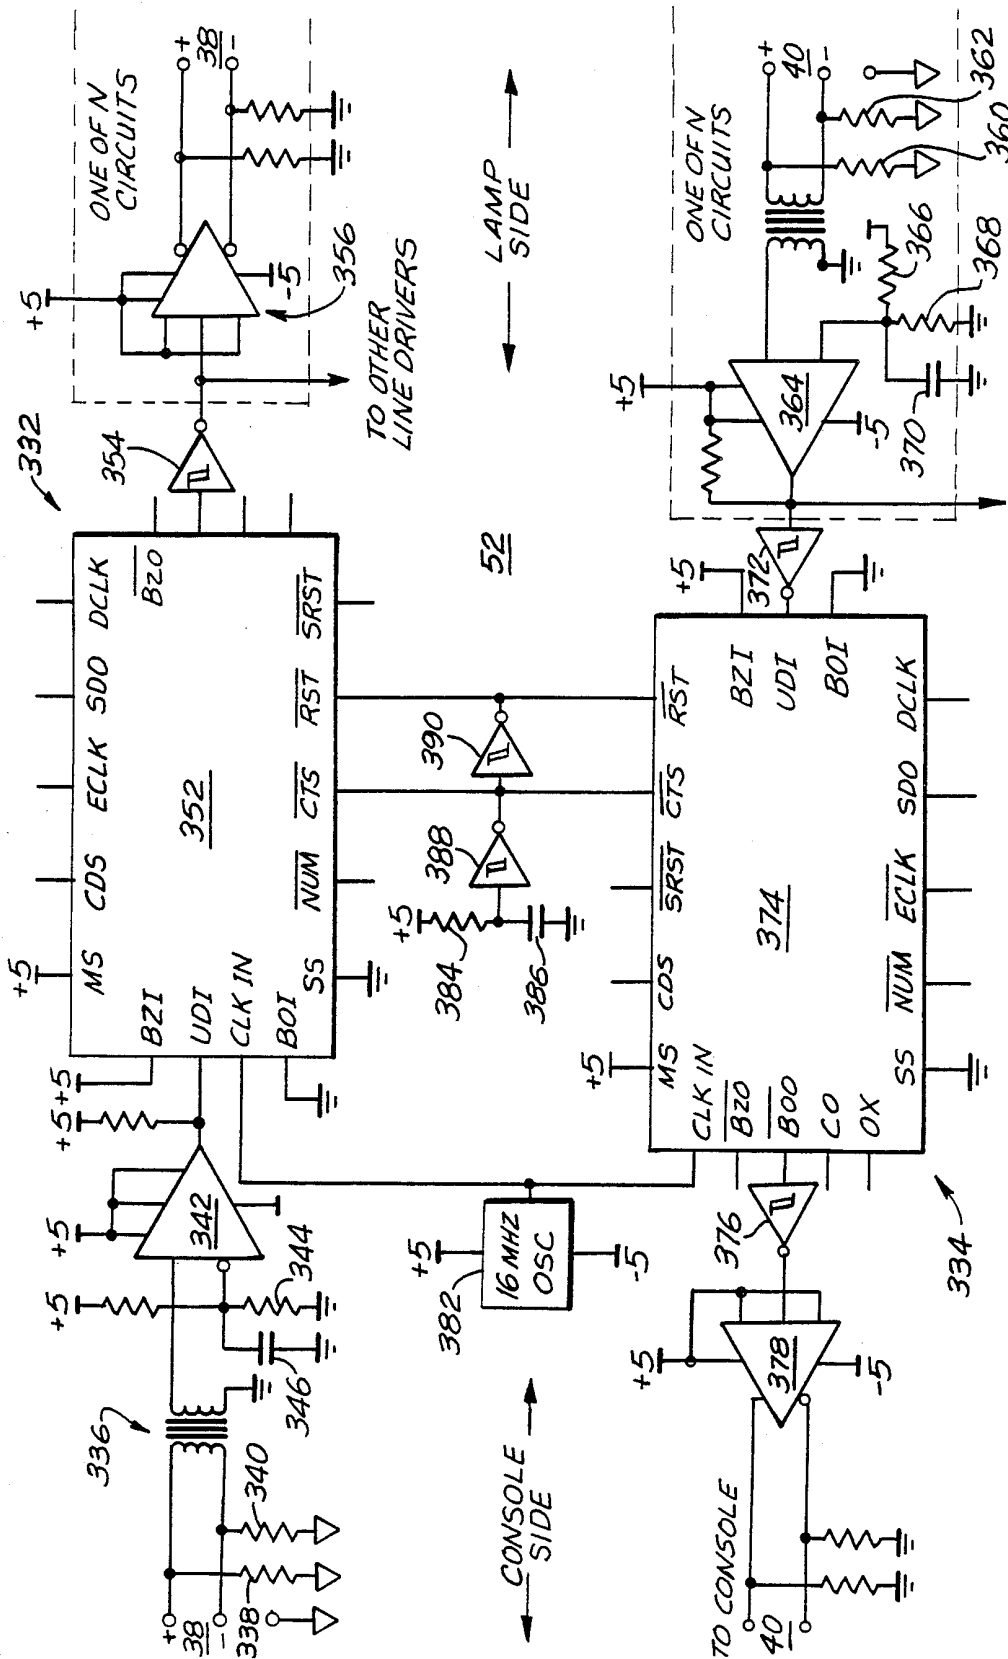 ONE OF N
CIRCUITS
+
38
-
+5
-5
356
354
332
TO OTHER
LINE DRIVERS
LAMP
SIDE
ONE OF N
CIRCUITS
+
40
-
362
360
366
368
+5
364
-5
370
372
+5
52
DCLK
SDO
ECLK
CDS
MS
+5
BZO
352
BZI
UDI
CLK IN
BOI
SRST
RST
CTS
NUM
SS
+5
+5
+5
342
+5
344
346
336
340
338
+
38
-
390
388
+5
384
386
+5
382
16 MHZ
OSC
-5
CONSOLE
SIDE
RST
CTS
SRST
CDS
MS
+5
BZI
UDI
BOI
374
CLK IN
BZO
BOO
CO
OX
DCLK
SDO
ECLK
NUM
SS
376
334
+5
378
-5
TO CONSOLE
40